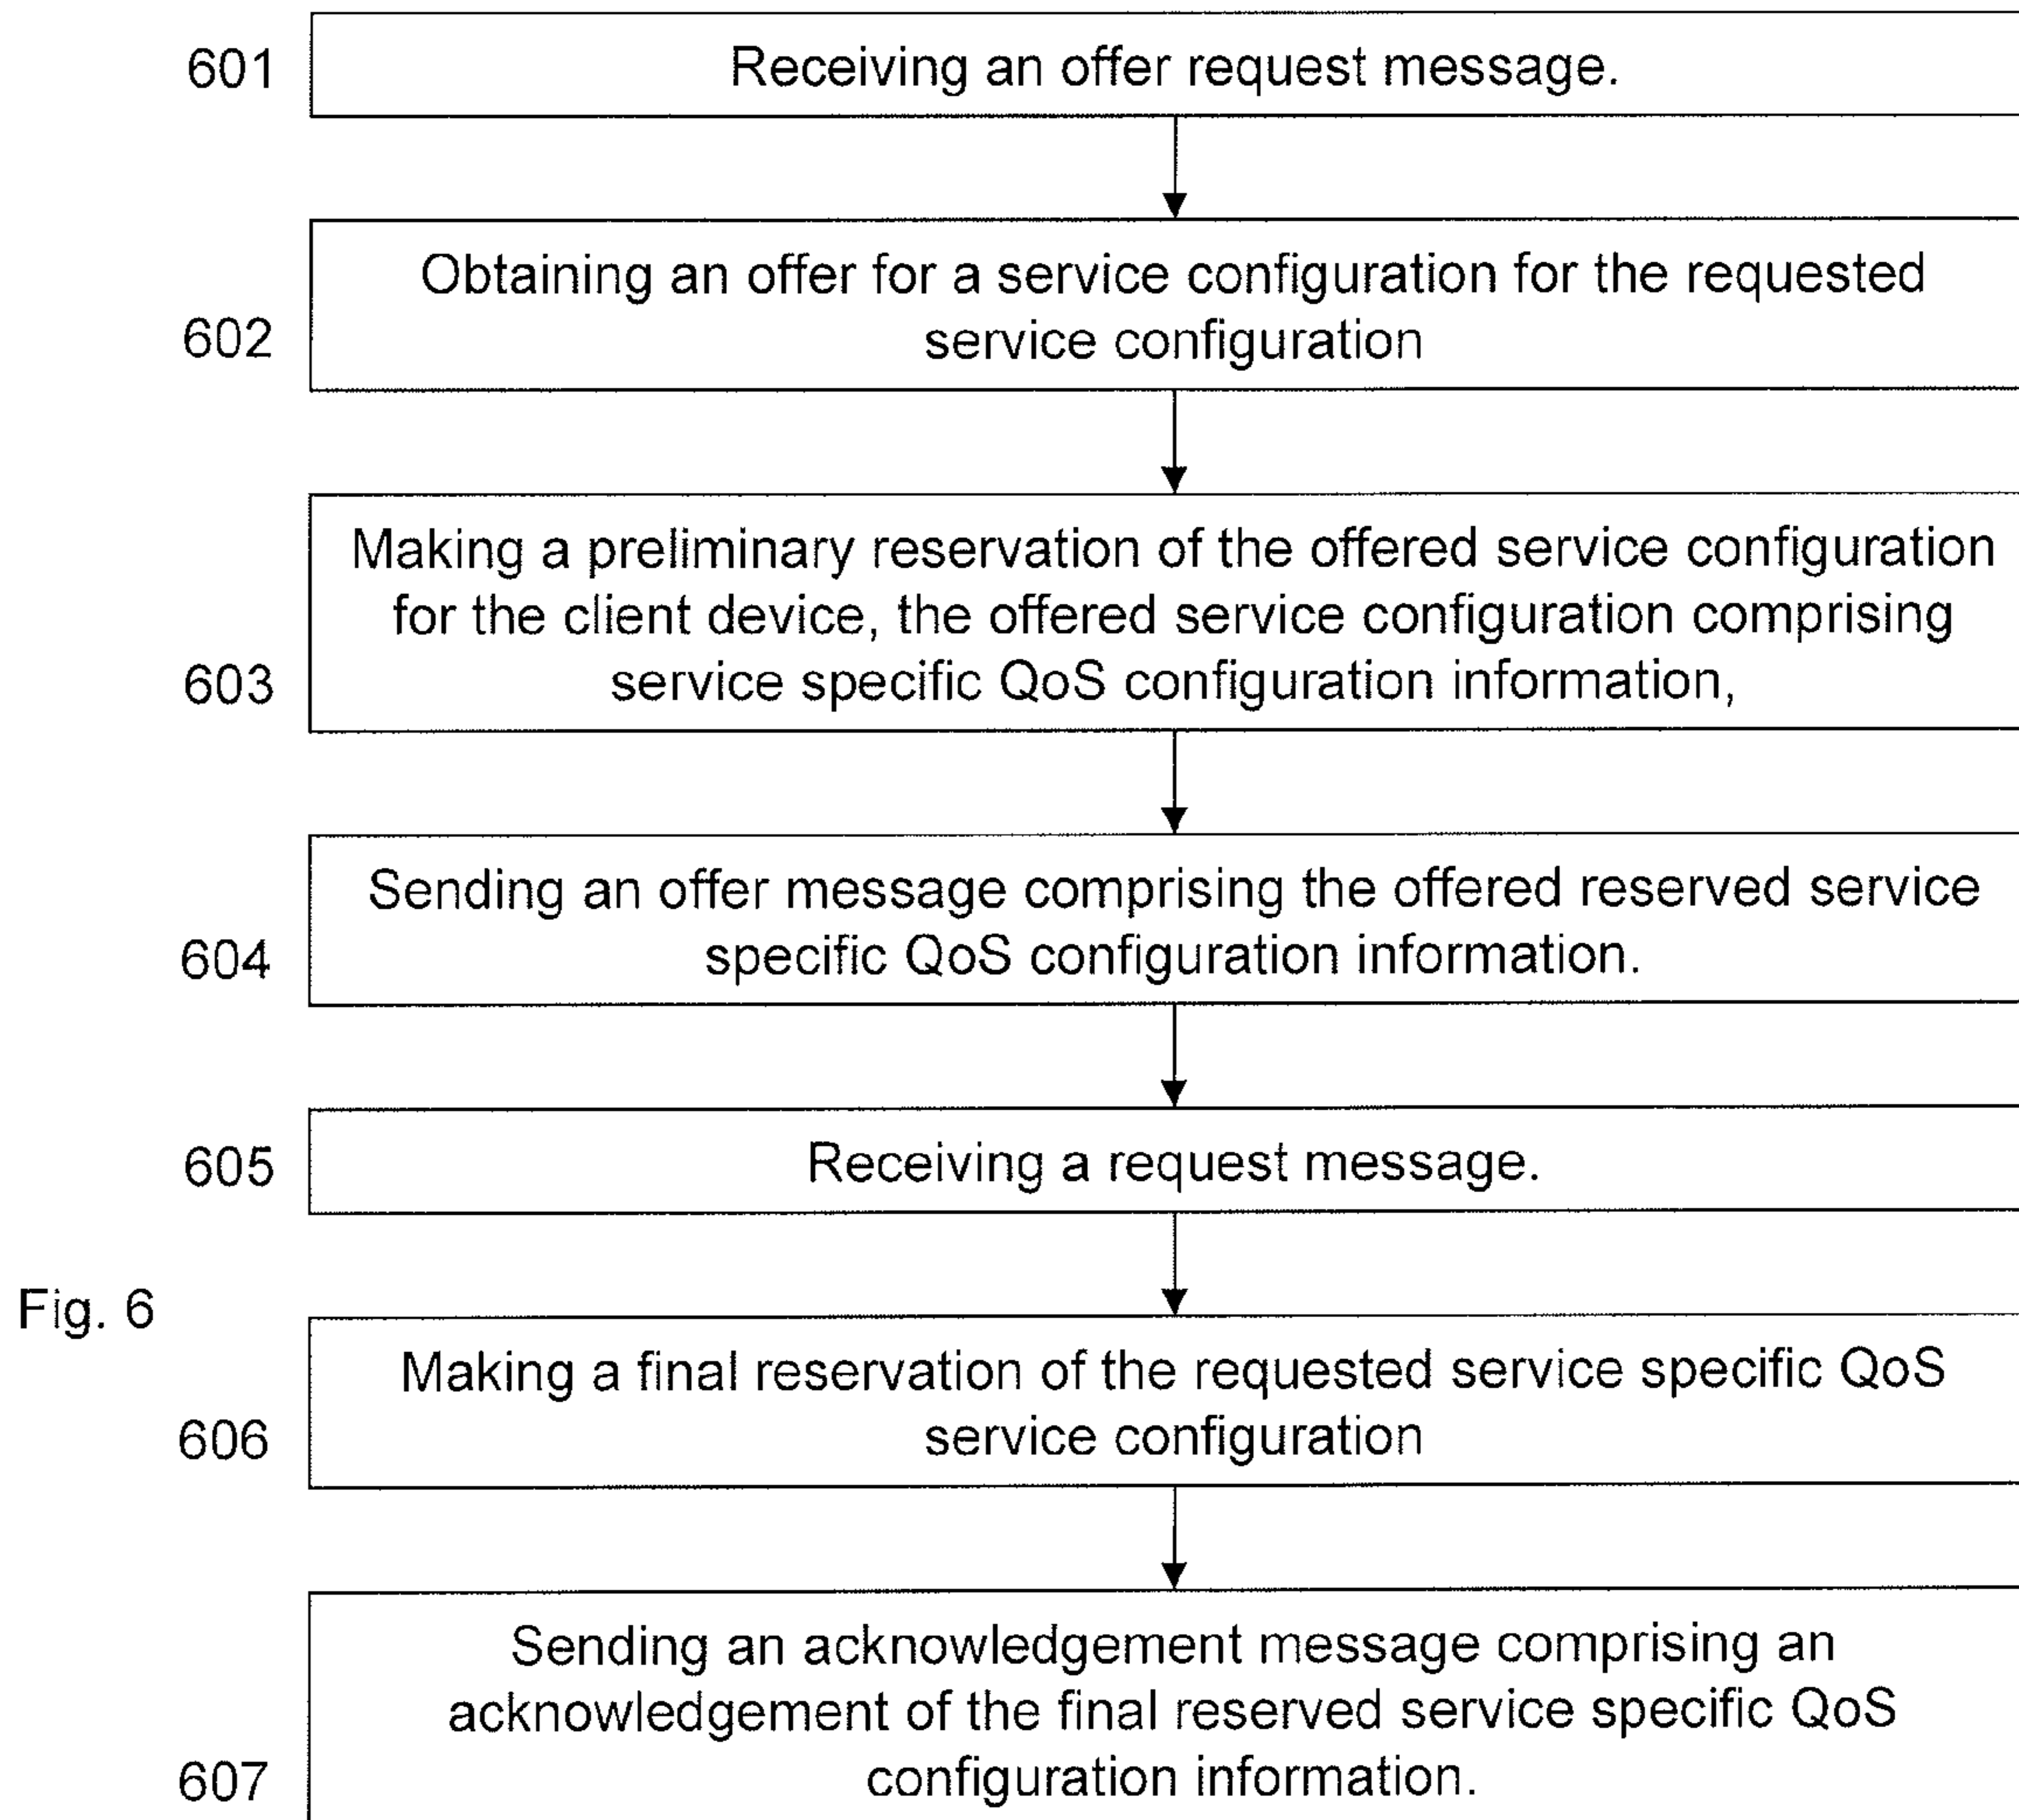 601
Receiving an offer request message.
Obtaining an offer for a service configuration for the requested
602
service configuration
Making a preliminary reservation of the offered service configuration
for the client device, the offered service configuration comprising
603
service specific QoS configuration information,
Sending an offer message comprising the offered reserved service
604
specific QoS configuration information.
605
Receiving a request message.
Fig. 6
Making a final reservation of the requested service specific QoS
606
service configuration
Sending an acknowledgement message comprising an
acknowledgement of the final reserved service specific QoS
607
configuration information.